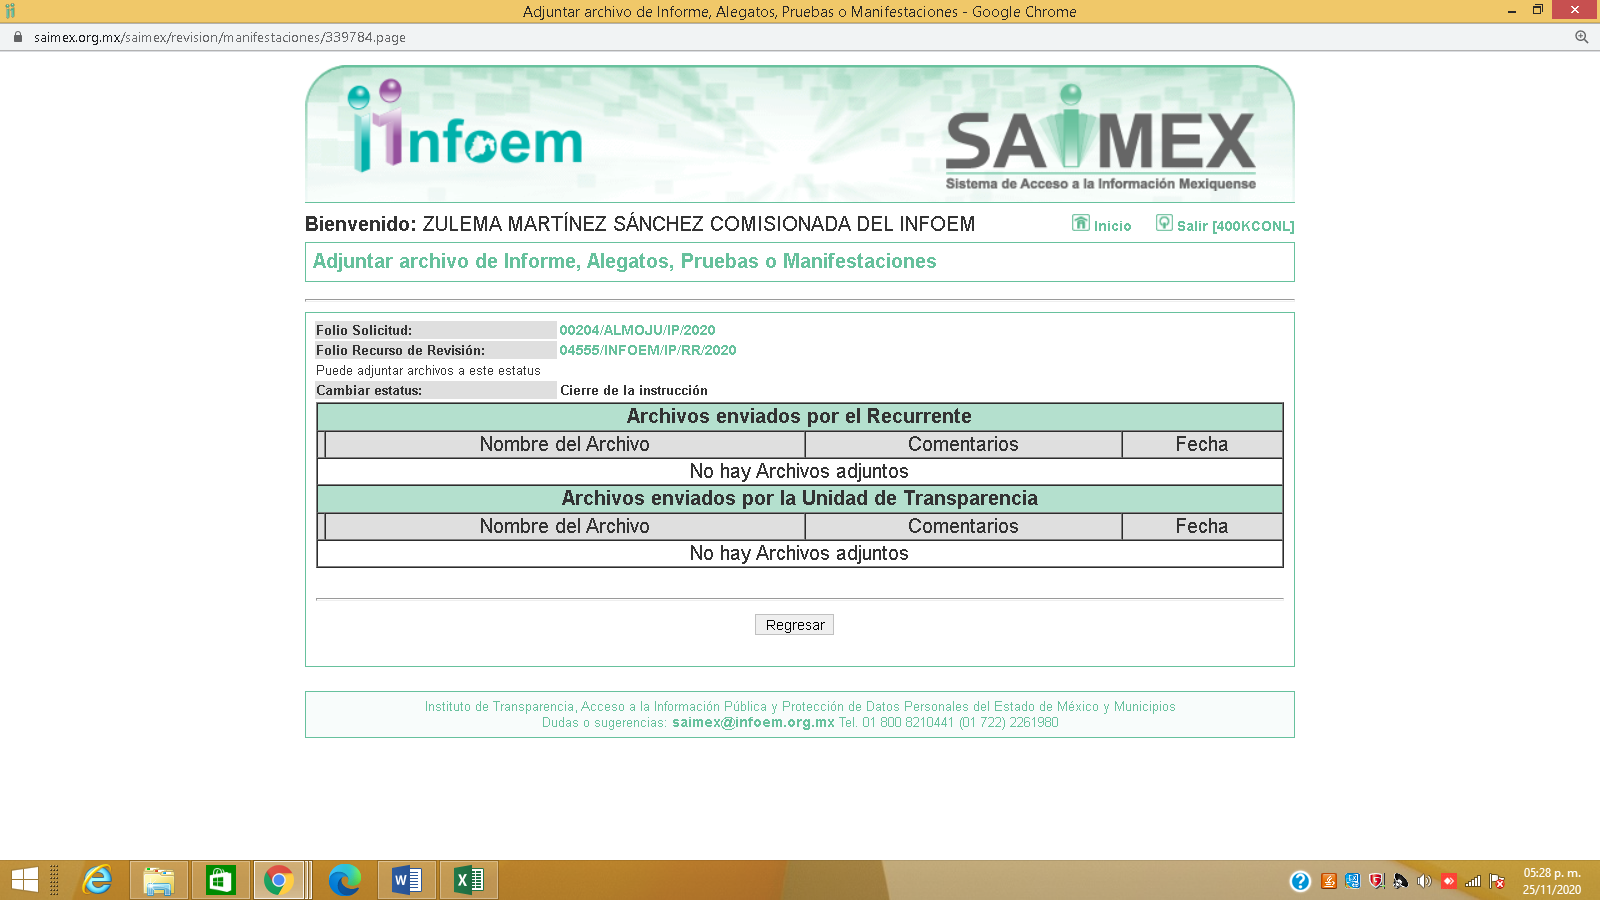 Adjuntar archivo de Informe, Alegatos, Pruebas o Manifestaciones - Google Chrome
saimex.org.mx/saimex/revision/manifestaciones/339784.page
infoem
SAIMEX
Sistema de Acceso a la Información Mexiquense
Bienvenido: ZULEMA MARTÍNEZ SÁNCHEZ COMISIONADA DEL INFOEM
Inicio
Salir [400KCONL]
Adjuntar archivo de Informe, Alegatos, Pruebas o Manifestaciones
Folio Solicitud: 00204/ALMOJU/IP/2020
Folio Recurso de Revisión: 04555/INFOEM/IP/RR/2020
Puede adjuntar archivos a este estatus
Cambiar estatus: Cierre de la instrucción
Archivos enviados por el Recurrente
Nombre del Archivo Comentarios Fecha
No hay Archivos adjuntos
Archivos enviados por la Unidad de Transparencia
Nombre del Archivo Comentarios Fecha
No hay Archivos adjuntos
Regresar
Instituto de Transparencia, Acceso a la Información Pública y Protección de Datos Personales del Estado de México y Municipios
Dudas o sugerencias: saimex@infoem.org.mx Tel. 01 800 8210441 (01 722) 2261980
05:28 p. m.
25/11/2020